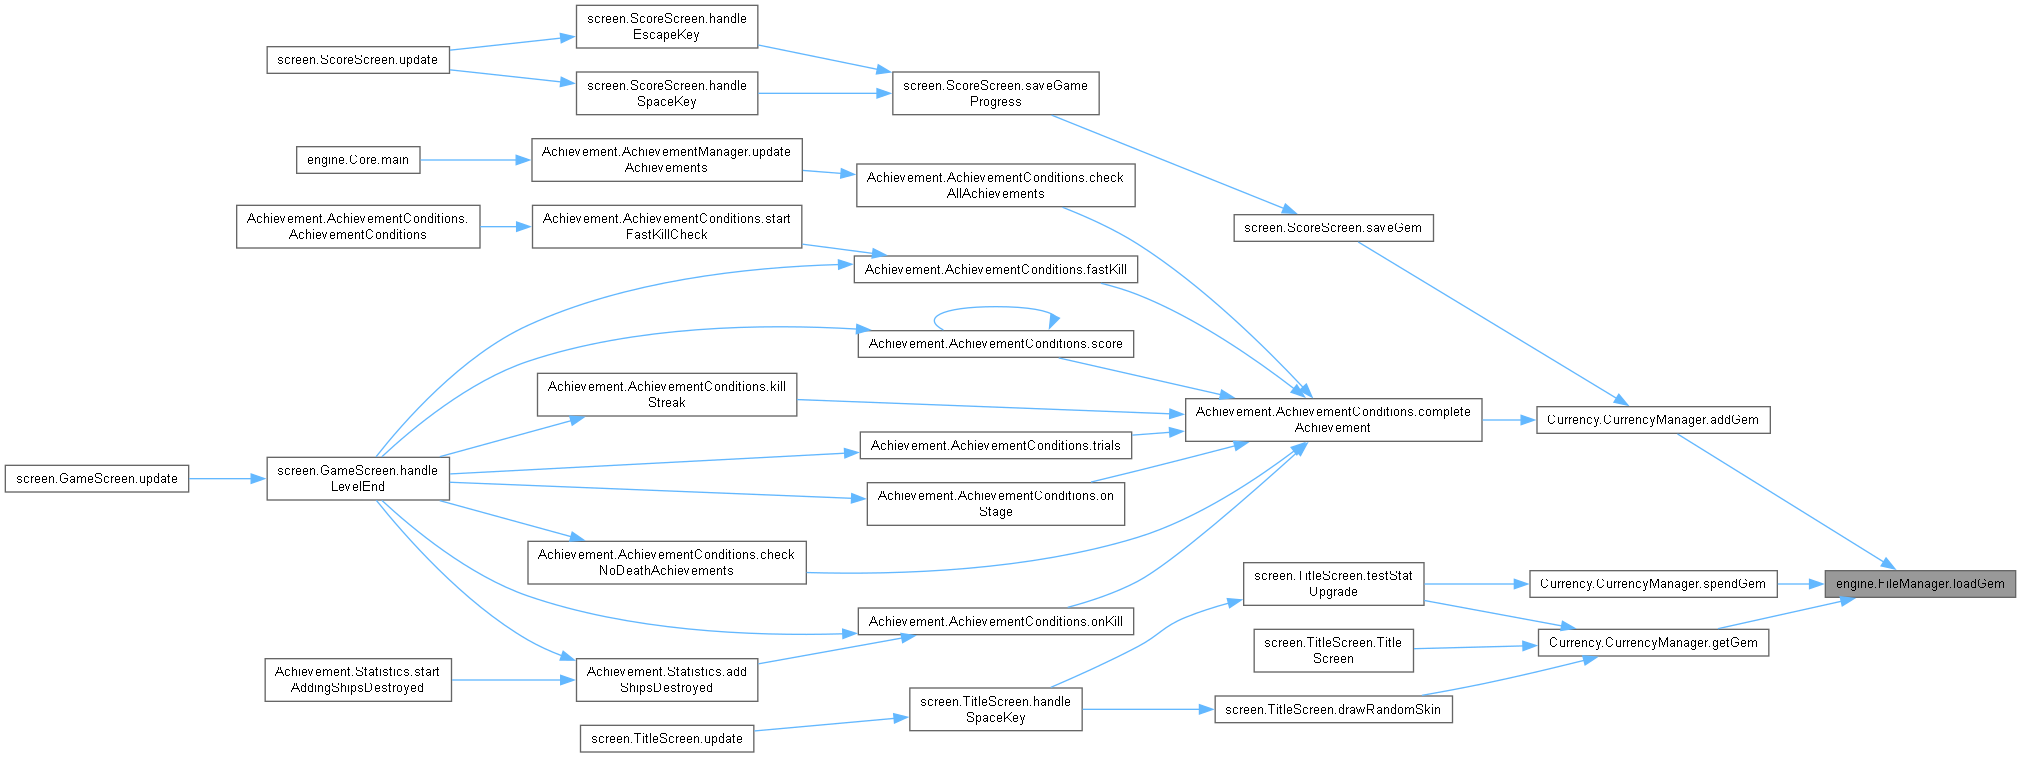 screen.ScoreScreen.handle
EscapeKey
screen.ScoreScreen.update
screen.ScoreScreen.handle
SpaceKey
screen.ScoreScreen.saveGame
Progress
engine.Core.main
Achievement.AchievementManager.update
Achievements
Achievement.AchievementConditions.check
AllAchievements
Achievement.AchievementConditions.
AchievementConditions
Achievement.AchievementConditions.start
FastKillCheck
screen.ScoreScreen.saveGem
Achievement.AchievementConditions.fastKill
Achievement.AchievementConditions.score
Achievement.AchievementConditions.kill
Streak
Achievement.AchievementConditions.complete
Achievement
Currency.CurrencyManager.addGem
Achievement.AchievementConditions.trials
screen.GameScreen.update
screen.GameScreen.handle
LevelEnd
Achievement.AchievementConditions.on
Stage
Achievement.AchievementConditions.check
NoDeathAchievements
screen.TitleScreen.testStat
Upgrade
Currency.CurrencyManager.spendGem
engine.FileManager.loadGem
Achievement.AchievementConditions.onKill
screen.TitleScreen.Title
Screen
Currency.CurrencyManager.getGem
Achievement.Statistics.start
AddingShipsDestroyed
Achievement.Statistics.add
ShipsDestroyed
screen.TitleScreen.handle
SpaceKey
screen.TitleScreen.drawRandomSkin
screen.TitleScreen.update